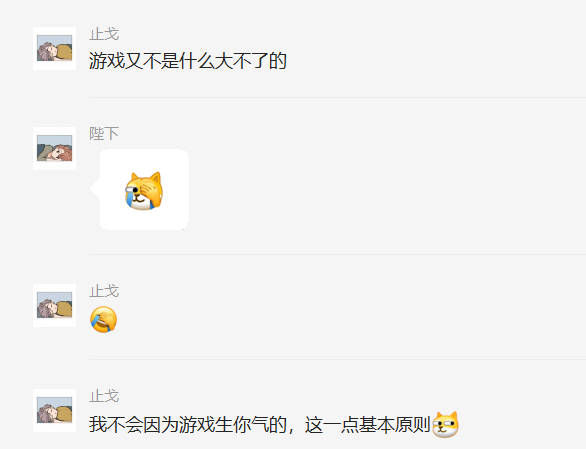 止戈
游戏又不是什么大不了的
陛下
止戈
止戈
我不会因为游戏生你气的，这一点基本原则